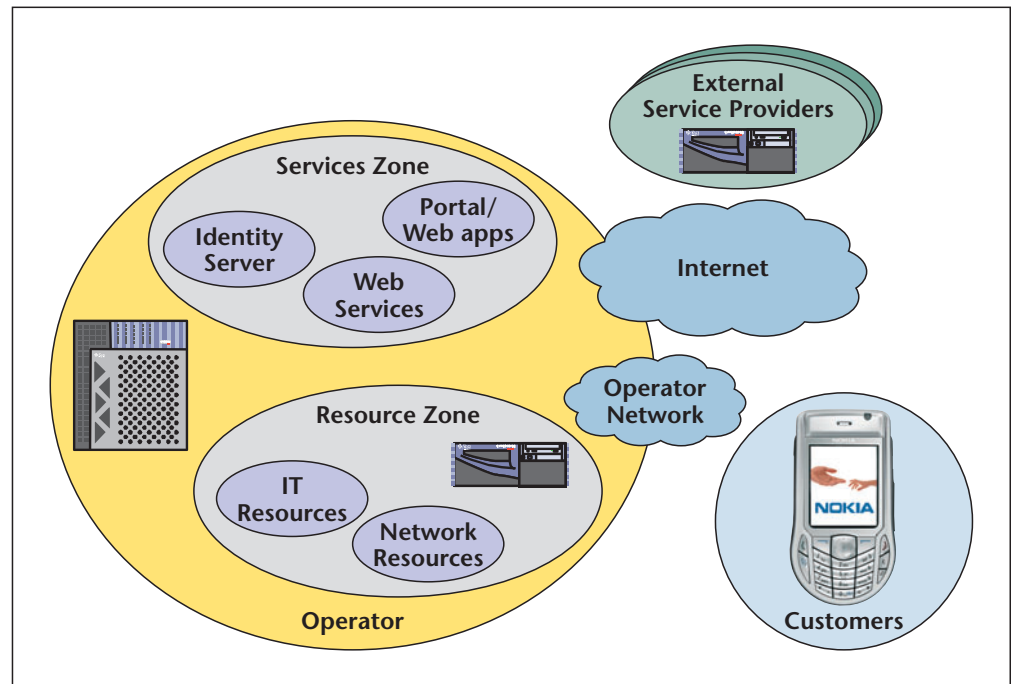 External
Service Providers
Services Zone
Portal/
Web apps
Identity
Server
Web
Services
Internet
Operator
Network
Resource Zone
IT
Resources
Network
Resources
NOKIA
Operator
Customers